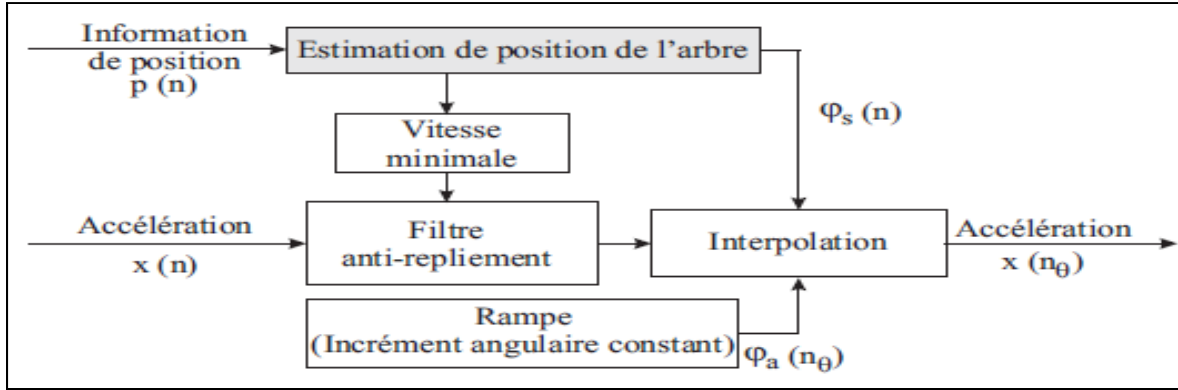 Information
de position
p (n)
Estimation de position de l'arbre
φs (n)
Vitesse
minimale
Accélération
x (n)
Filtre
anti-repliement
Interpolation
Accélération
x (nθ)
Rampe
(Incrément angulaire constant)
φa (nθ)